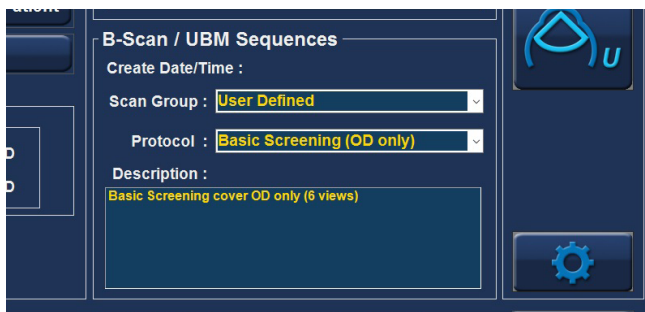 B-Scan / UBM Sequences
Create Date/Time :
Scan Group : User Defined
Protocol : Basic Screening (OD only)
Description :
Basic Screening cover OD only (6 views)
U